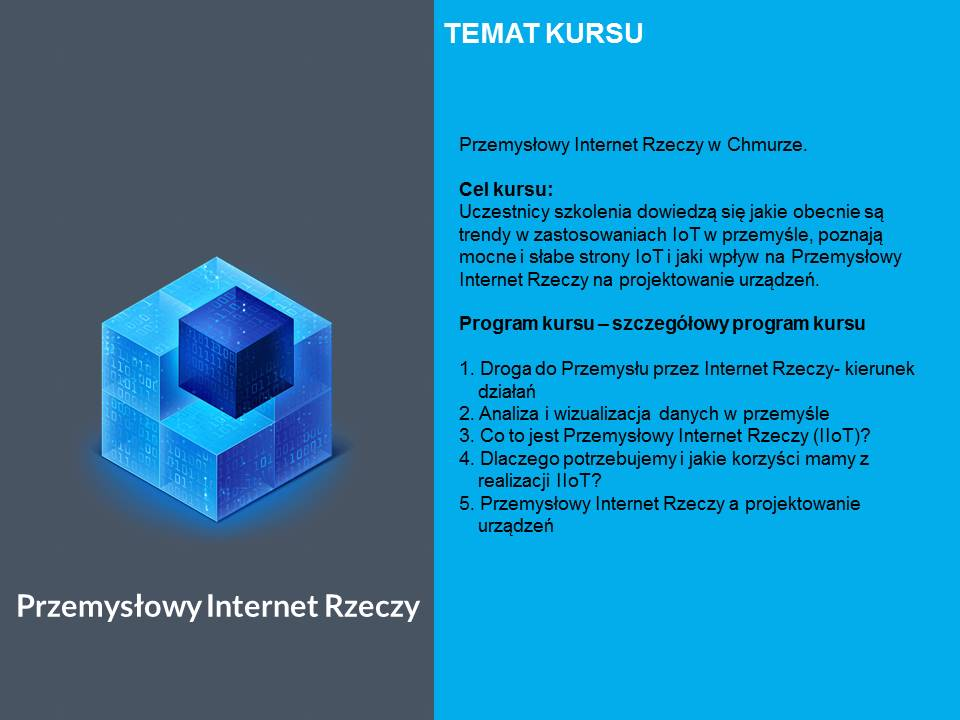 TEMAT KURSU
Przemysłowy Internet Rzeczy w Chmurze.
Cel kursu:
Uczestnicy szkolenia dowiedzą się jakie obecnie są
trendy w zastosowaniach IoT w przemyśle, poznają
mocne i słabe strony IoT i jaki wpływ na Przemysłowy
Internet Rzeczy na projektowanie urządzeń.
Program kursu – szczegółowy program kursu
1. Droga do Przemysłu przez Internet Rzeczy- kierunek
działań
2. Analiza i wizualizacja danych w przemyśle
3. Co to jest Przemysłowy Internet Rzeczy (IIoT)?
4. Dlaczego potrzebujemy i jakie korzyści mamy z
realizacji IIoT?
5. Przemysłowy Internet Rzeczy a projektowanie
urządzeń
Przemysłowy Internet Rzeczy